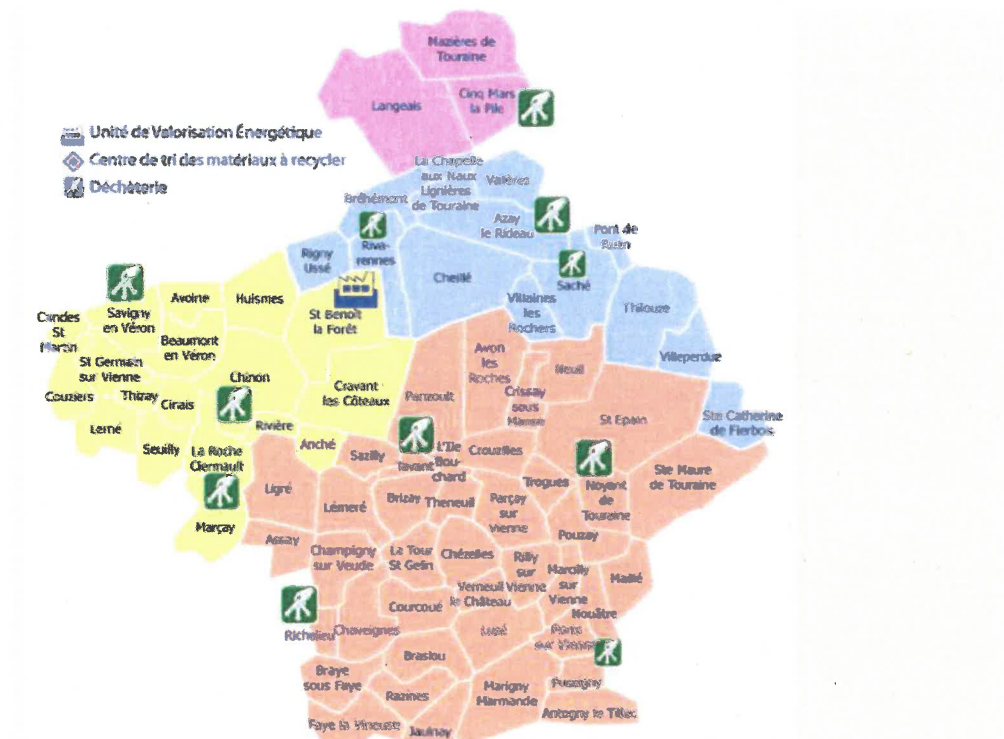 Mazières de
Touraine
Langeais
Cinq Mars
la Pile
Unité de Valorisation Énergétique
Centre de tri des matériaux à recycler
Déchèterie
La Chapelle
aux Naux
Lignières
de Touraine
Vallères
Bréhémont
Azay
le Rideau
Pont de
Ruan
Riva-
rennes
Rigny
Ussé
Cheillé
Saché
Villaines
les
Rochers
Thilouze
Villeperdue
Avoine
Huismes
St Benoît
la Forêt
Savigny
en Véron
Candes
St
Martin
Beaumont
en Véron
St Germain
sur Vienne
Chinon
Cravant
les Côteaux
Avon
les
Roches
Neuil
Couziers
Thizay
Cinais
Panzoult
Crissay
sous
Manse
St Epain
Ste Catherine
de Fierbos
Lerné
Rivière
Seuilly
La Roche
Clermault
Anché
Sazilly
Tavant
L'Ile
Bou-
chard
Crouzilles
Ste Maure
de Touraine
Ligré
Trogues
Noyant
de
Touraine
Lémeré
Brizay
Theneuil
Parçay
sur
Vienne
Marçay
Assay
Pouzay
Champigny
sur Veude
La Tour
St Gelin
Chézelles
Rilly
sur
Vienne
Marcilly
sur
Vienne
Maillé
Verneuil
le Château
Nouâtre
Courcoué
Richelieu
Chaveignes
Luzé
Ports
sur Vienne
Braslou
Braye
sous Faye
Razines
Marigny
Marmande
Pussigny
Antogny le Tillac
Faye la Vineuse
Jaulnay